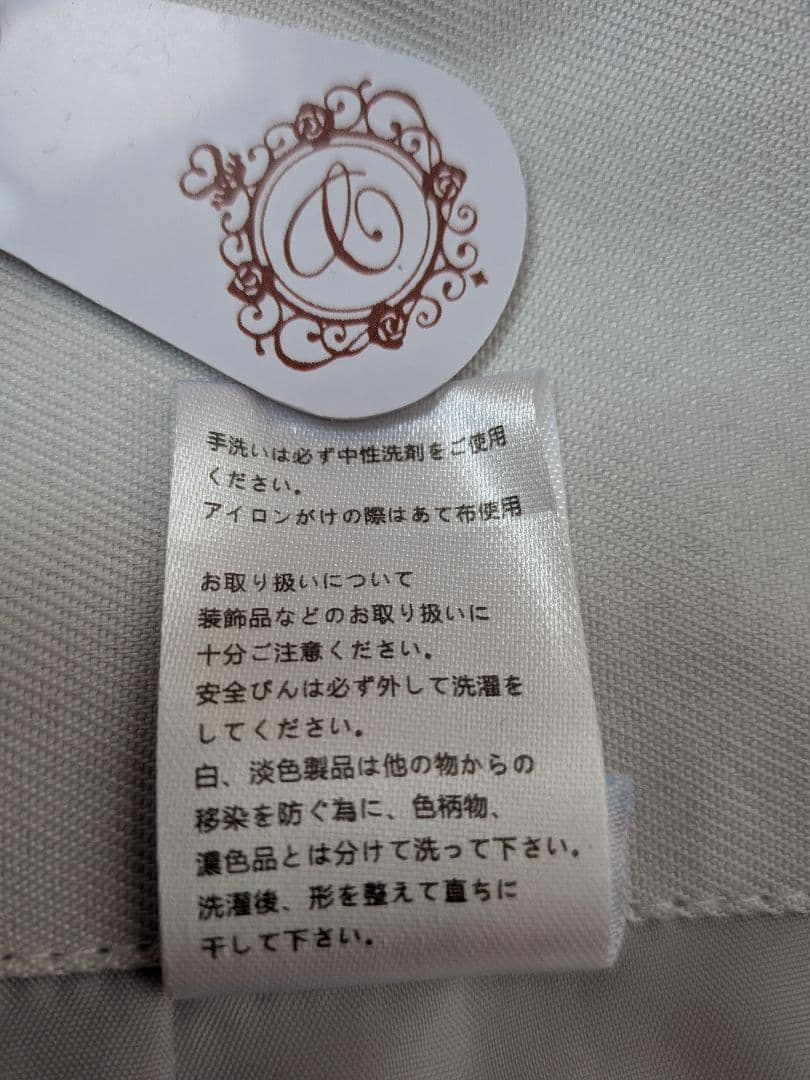 手洗いは必ず中性洗剤をご使用
ください。
アイロンがけの際はあて布使用
お取り扱いについて
装飾品などのお取り扱いに
十分ご注意ください。
安全ぴんは必ず外して洗濯を
してください。
白、淡色製品は他の物からの
移染を防ぐ為に、色柄物、
濃色品とは分けて洗って下さい。
洗濯後、形を整えて直ちに
干して下さい。